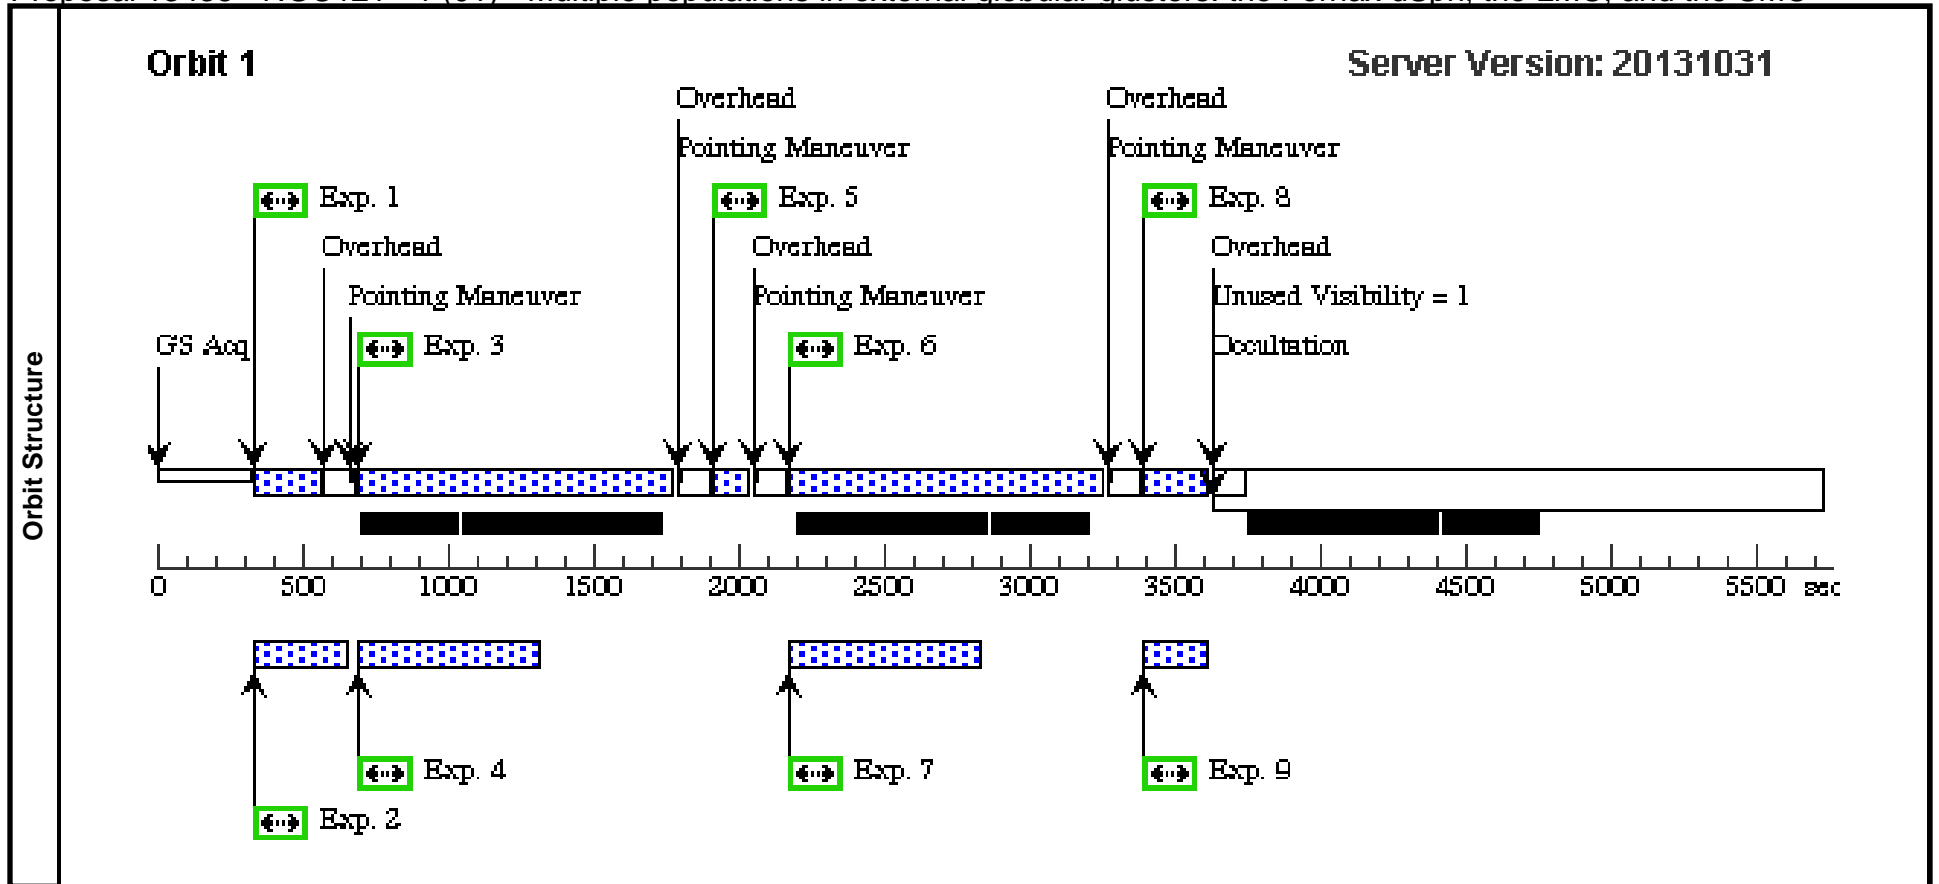 Orbit Structure
Orbit 1
Server Version: 20131031
Overhead
Overhead
Pointing Maneuver
Pointing Maneuver
Exp. 1
Exp. 5
Exp. 8
Overhead
Overhead
Overhead
Pointing Maneuver
Pointing Maneuver
Unused Visibility = 1
GS Acq
Exp. 3
Exp. 6
Occultation
0 500 1000 1500 2000 2500 3000 3500 4000 4500 5000 5500 sec
Exp. 4
Exp. 7
Exp. 9
Exp. 2